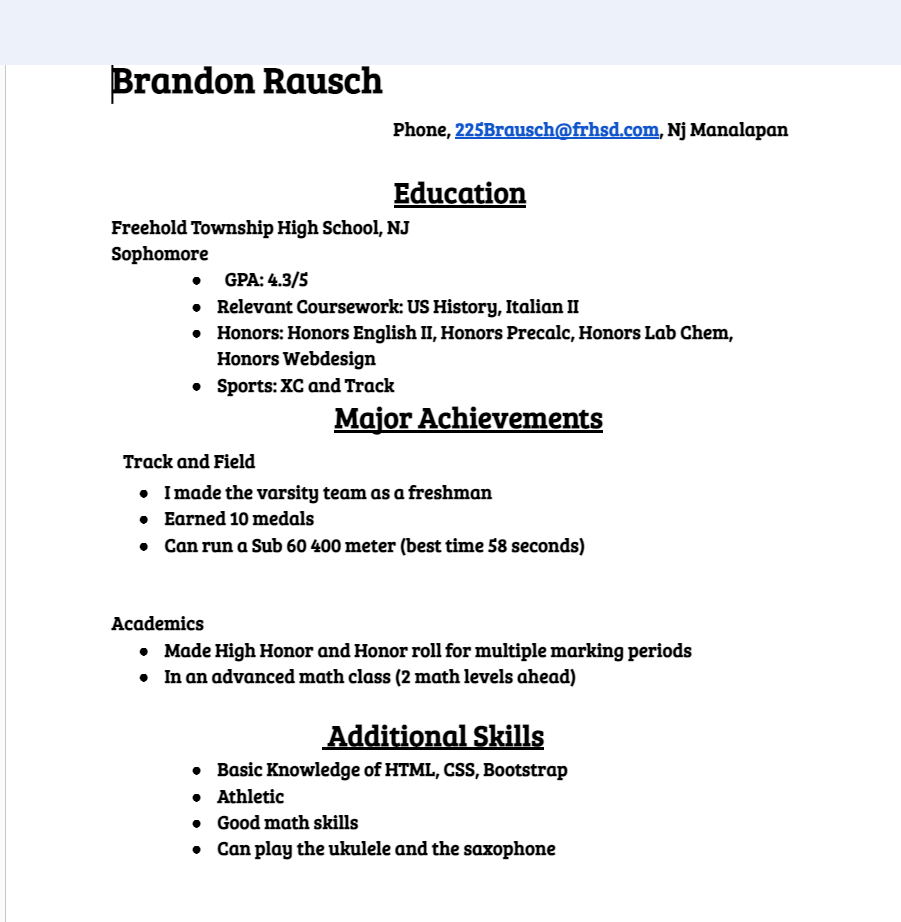 Brandon Rausch
Phone, 225Brausch@frhsd.com, Nj Manalapan
Education
Freehold Township High School, NJ
Sophomore
● GPA: 4.3/5
● Relevant Coursework: US History, Italian II
● Honors: Honors English II, Honors Precalc, Honors Lab Chem,
Honors Webdesign
● Sports: XC and Track
Major Achievements
Track and Field
● I made the varsity team as a freshman
● Earned 10 medals
● Can run a Sub 60 400 meter (best time 58 seconds)
Academics
● Made High Honor and Honor roll for multiple marking periods
● In an advanced math class (2 math levels ahead)
Additional Skills
● Basic Knowledge of HTML, CSS, Bootstrap
● Athletic
● Good math skills
● Can play the ukulele and the saxophone